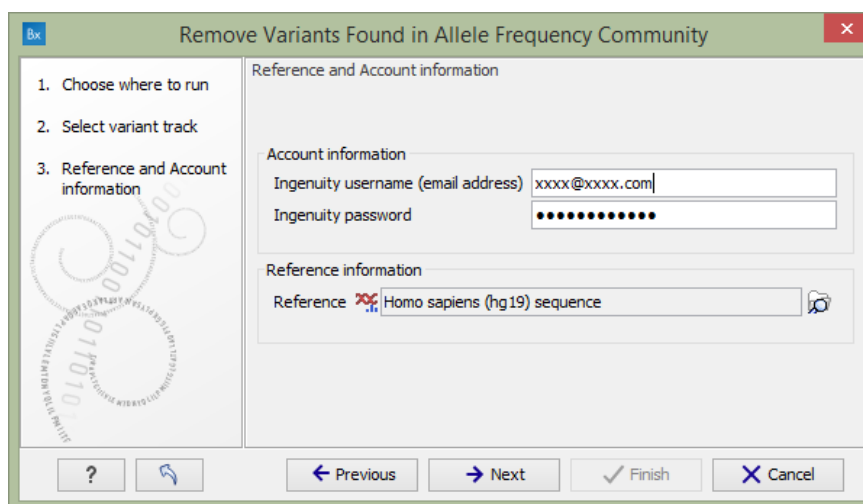 Bx
Remove Variants Found in Allele Frequency Community
1. Choose where to run
2. Select variant track
3. Reference and Account
information
Reference and Account information
Account information
Ingenuity username (email address) xxxx@xxxx.com
Ingenuity password ●●●●●●●●●●●●
Reference information
Reference Homo sapiens (hg19) sequence
? Previous Next Finish Cancel